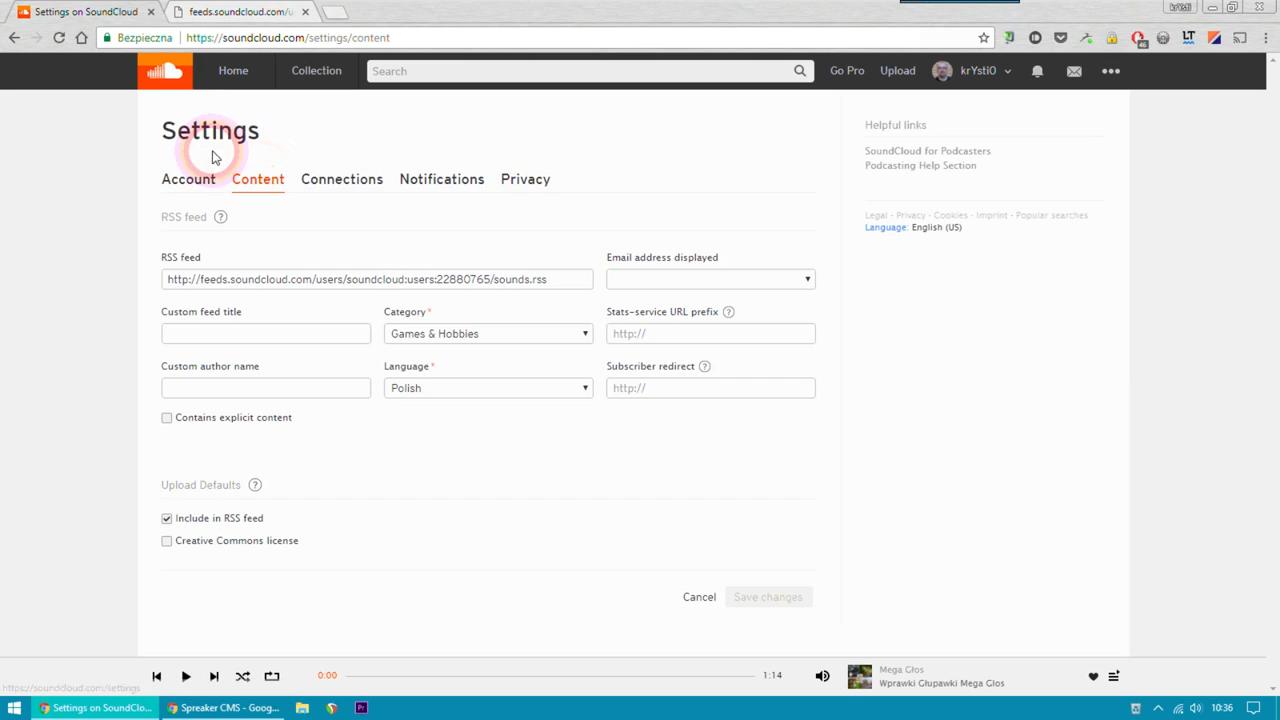 Settings on SoundCloud
feeds.soundcloud.com/u
krYsti
Bezpieczna
https://soundcloud.com/settings/content
46
LT
Home
Collection
Search
Go Pro
Upload
krYsti0
Settings
Account
Content
Connections
Notifications
Privacy
RSS feed ?
RSS feed
Email address displayed
http://feeds.soundcloud.com/users/soundcloud:users:22880765/sounds.rss
Custom feed title
Category*
Stats-service URL prefix ?
Games & Hobbies
http://
Custom author name
Language*
Subscriber redirect ?
Polish
http://
Contains explicit content
Upload Defaults ?
Include in RSS feed
Creative Commons license
Cancel
Save changes
Helpful links
SoundCloud for Podcasters
Podcasting Help Section
Legal - Privacy - Cookies - Imprint - Popular searches
Language: English (US)
0:00
1:14
Mega Głos
Wprawki Głupawki Mega Glos
https://soundcloud.com/settings
Settings on SoundClo...
Spreaker CMS - Goog...
Pr
10:36